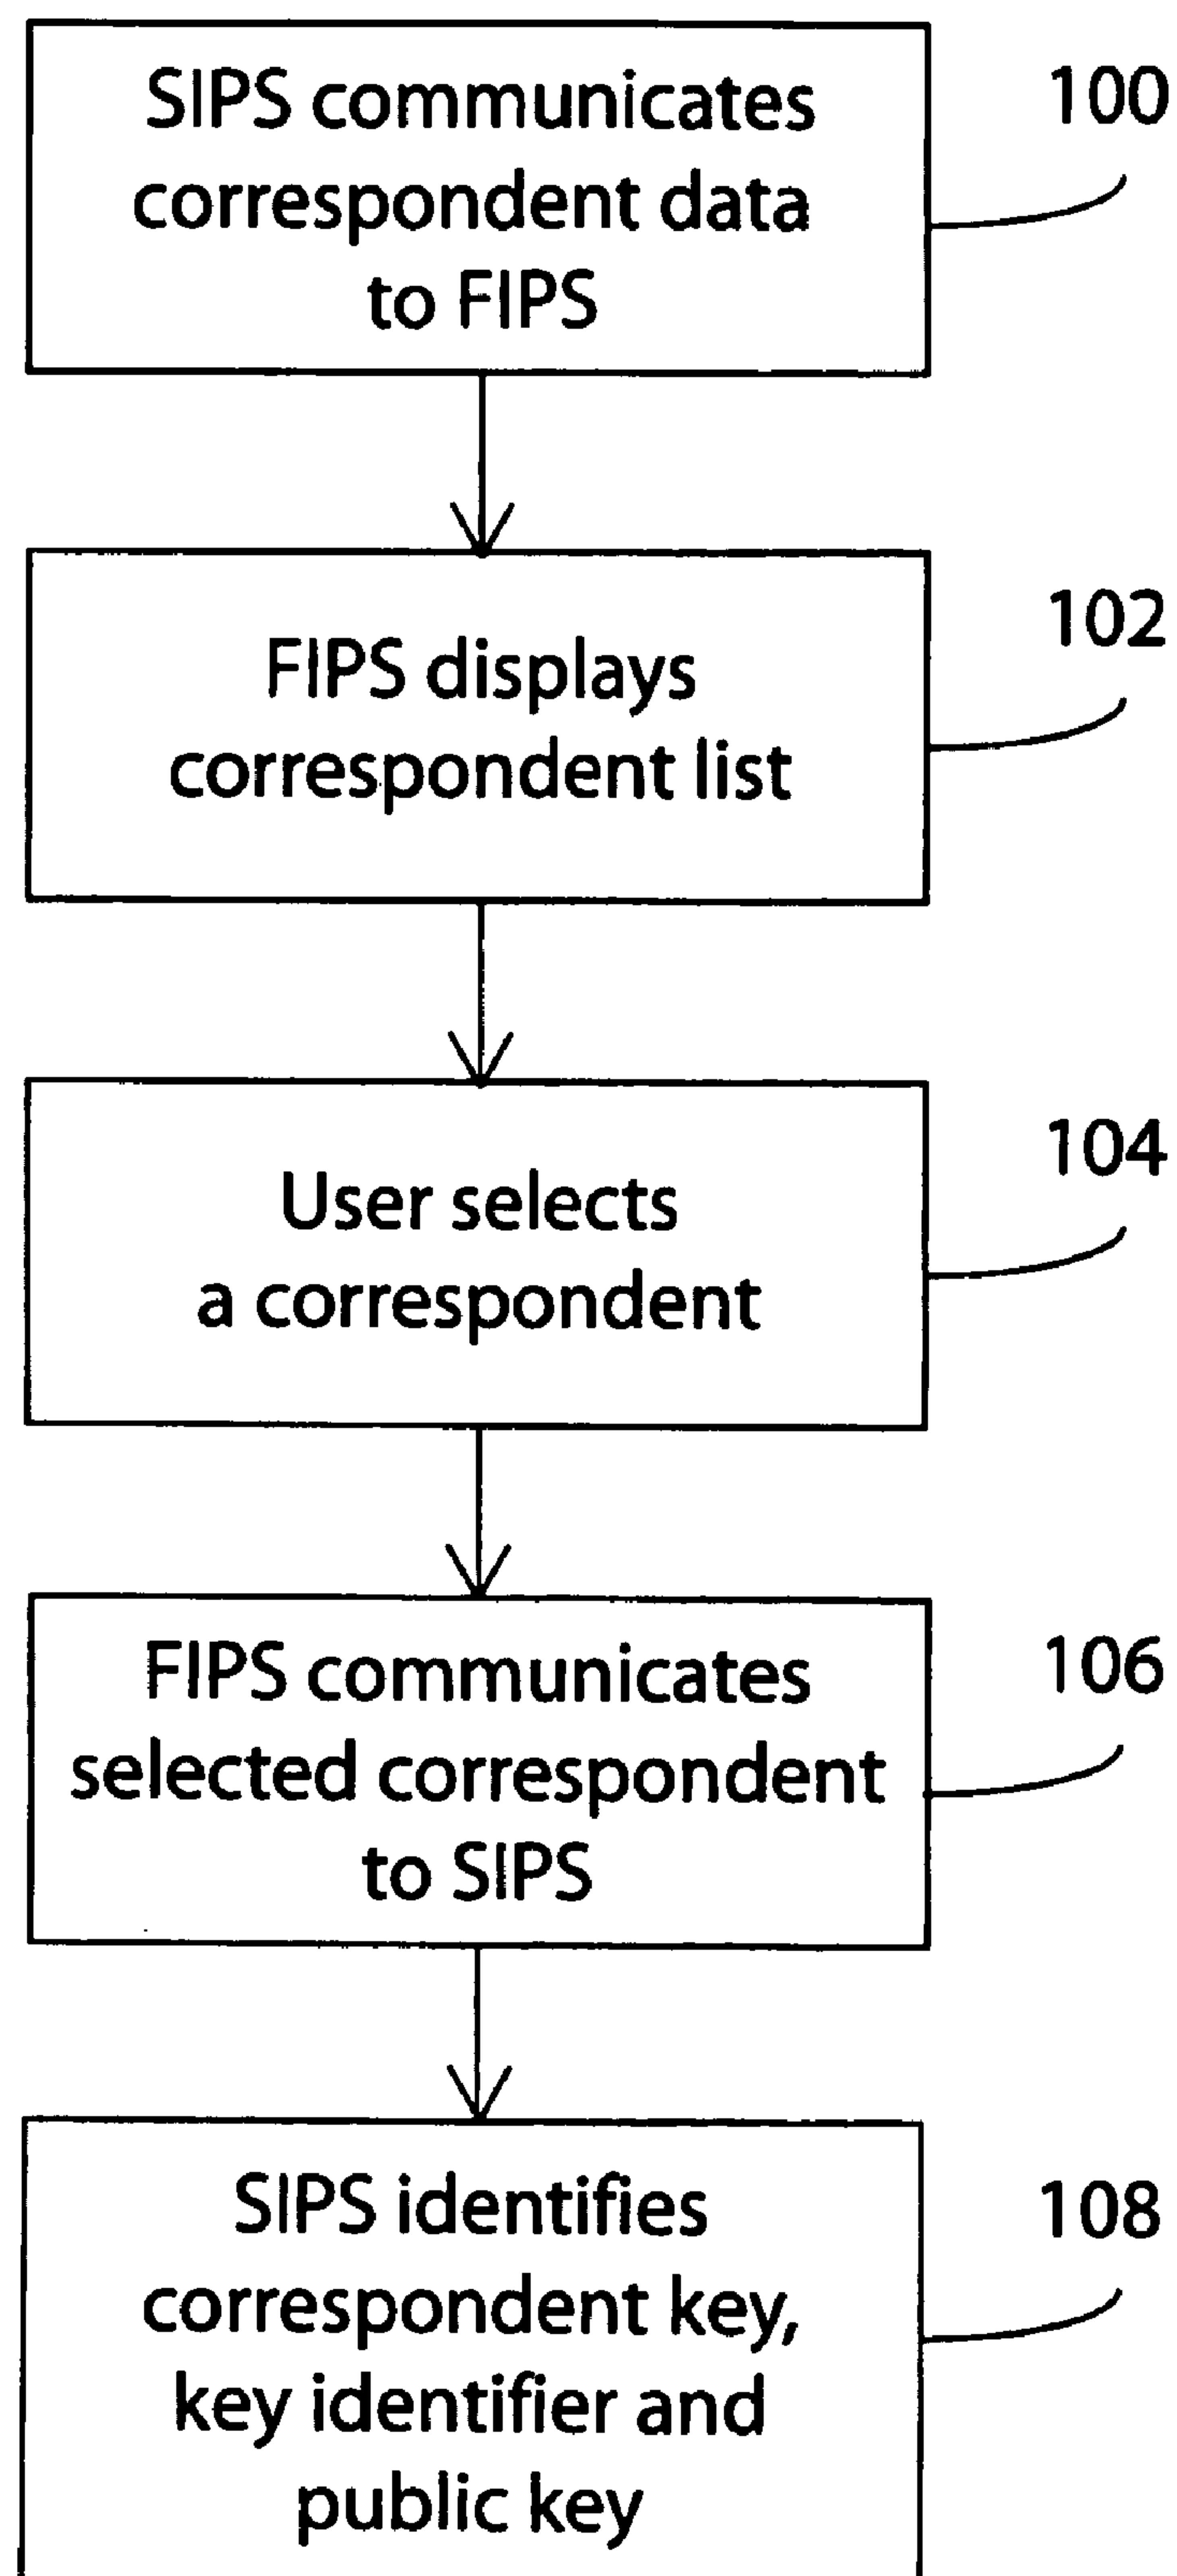 SIPS communicates
correspondent data
to FIPS
100
FIPS displays
correspondent list
102
User selects
a correspondent
104
FIPS communicates
selected correspondent
to SIPS
106
SIPS identifies
correspondent key,
key identifier and
public key
108